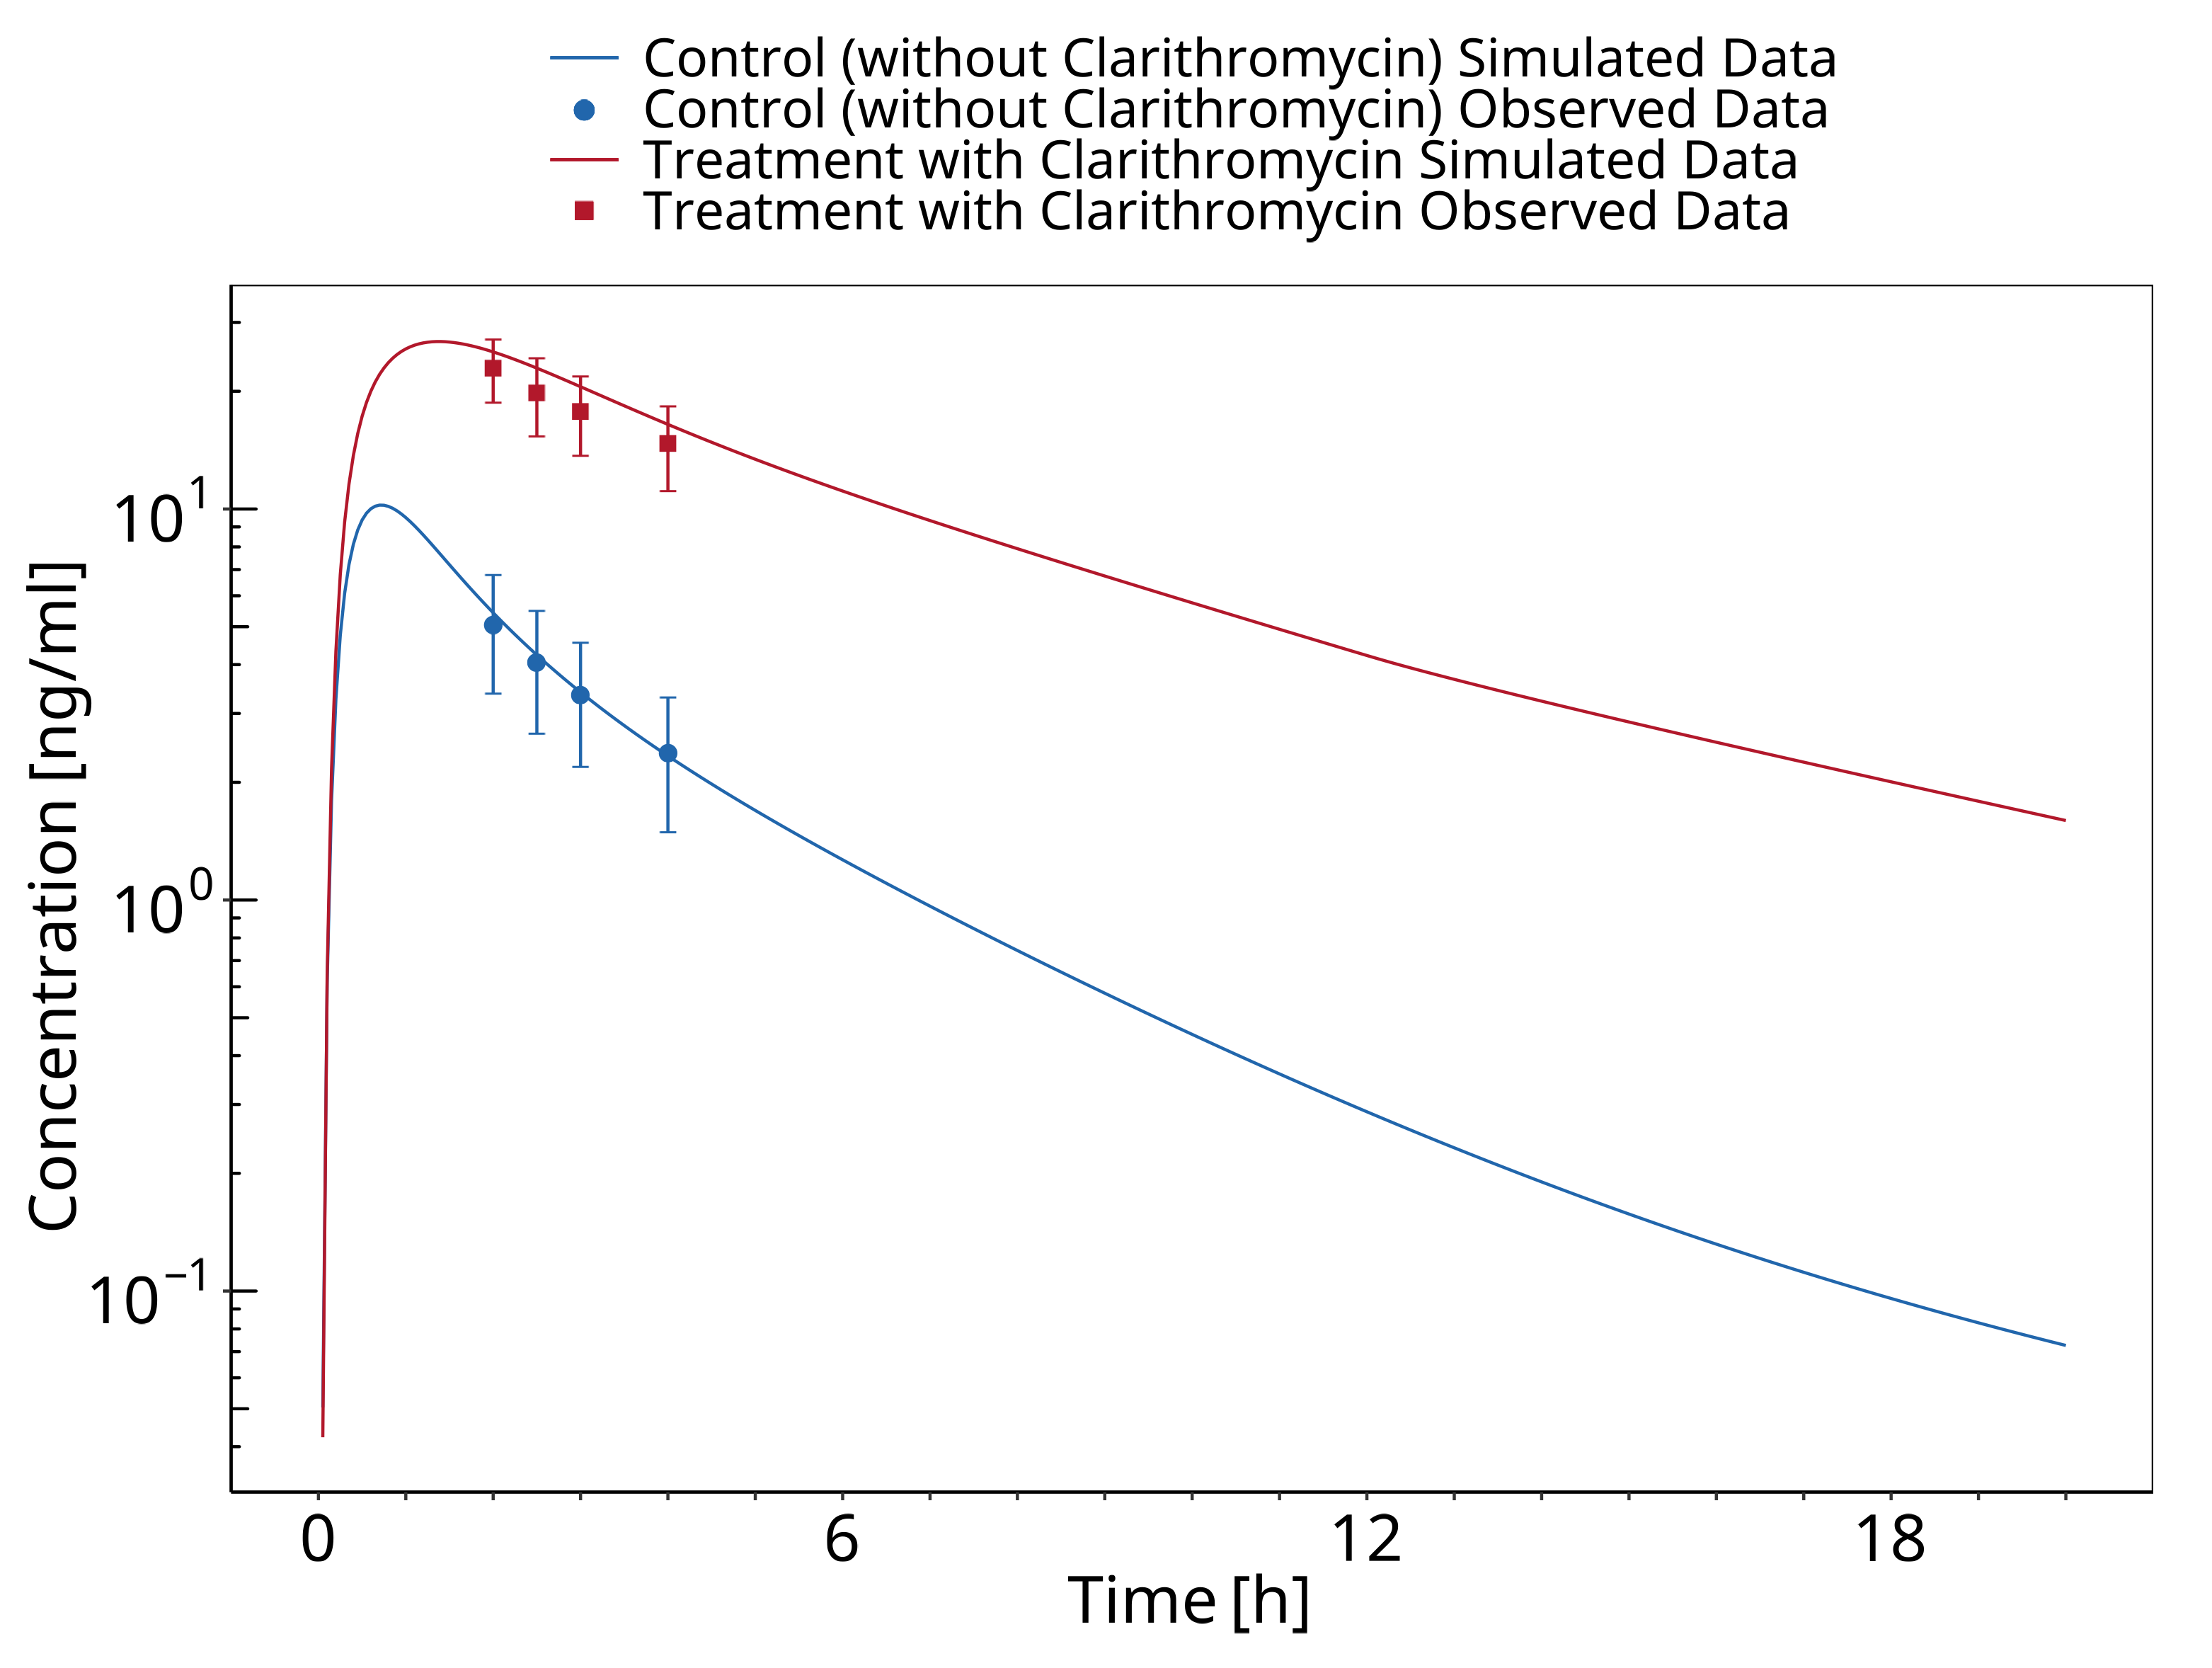 Control (without Clarithromycin) Simulated Data
Control (without Clarithromycin) Observed Data
Treatment with Clarithromycin Simulated Data
Treatment with Clarithromycin Observed Data
Concentration [ng/ml]
10^1
10^0
10^−1
0 6 12 18
Time [h]